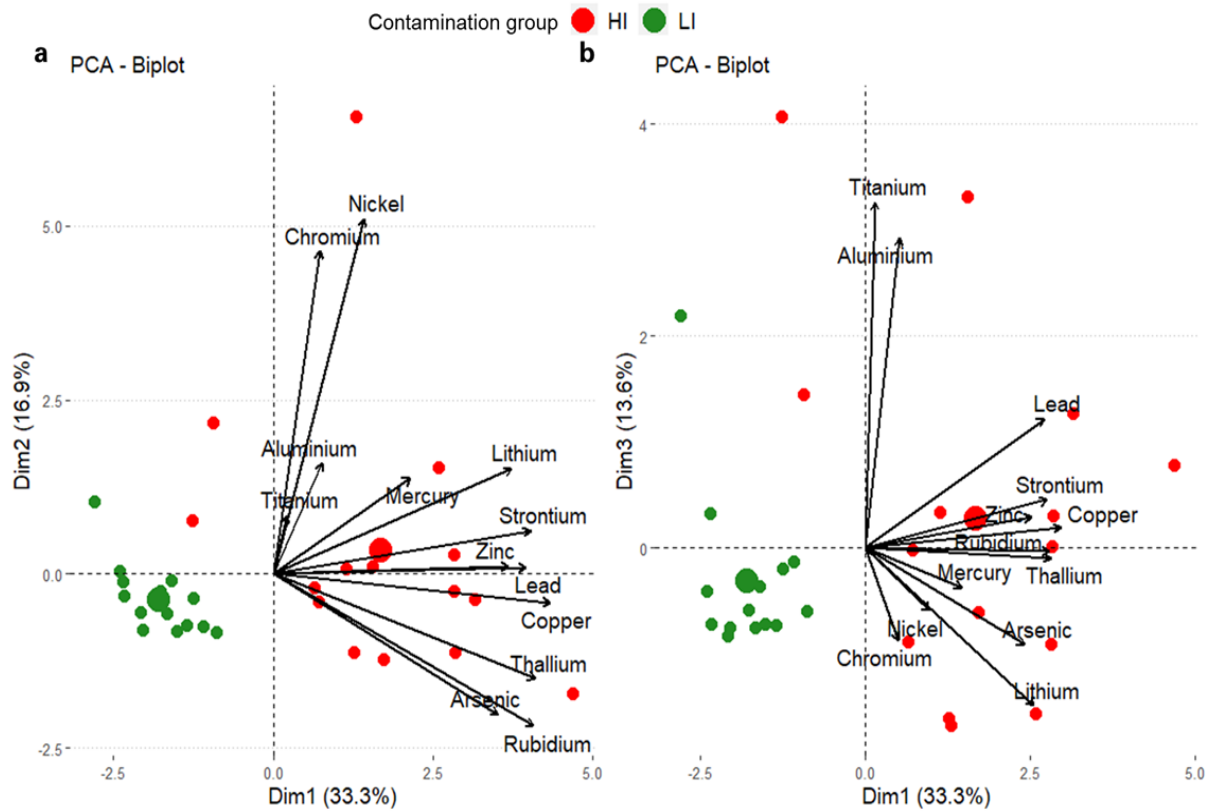 Contamination group HI LI
a
PCA - Biplot
Dim2 (16.9%)
5.0
2.5
0.0
-2.5
Nickel
Chromium
Aluminium
Lithium
Mercury
Titanium
Strontium
Zinc
Lead
Copper
Thallium
Arsenic
Rubidium
-2.5 0.0 2.5 5.0
Dim1 (33.3%)
b
PCA - Biplot
Dim3 (13.6%)
4
2
0
Titanium
Aluminium
Lead
Strontium
Zinc Copper
Rubidium
Mercury Thallium
Nickel Arsenic
Chromium
Lithium
-2.5 0.0 2.5 5.0
Dim1 (33.3%)